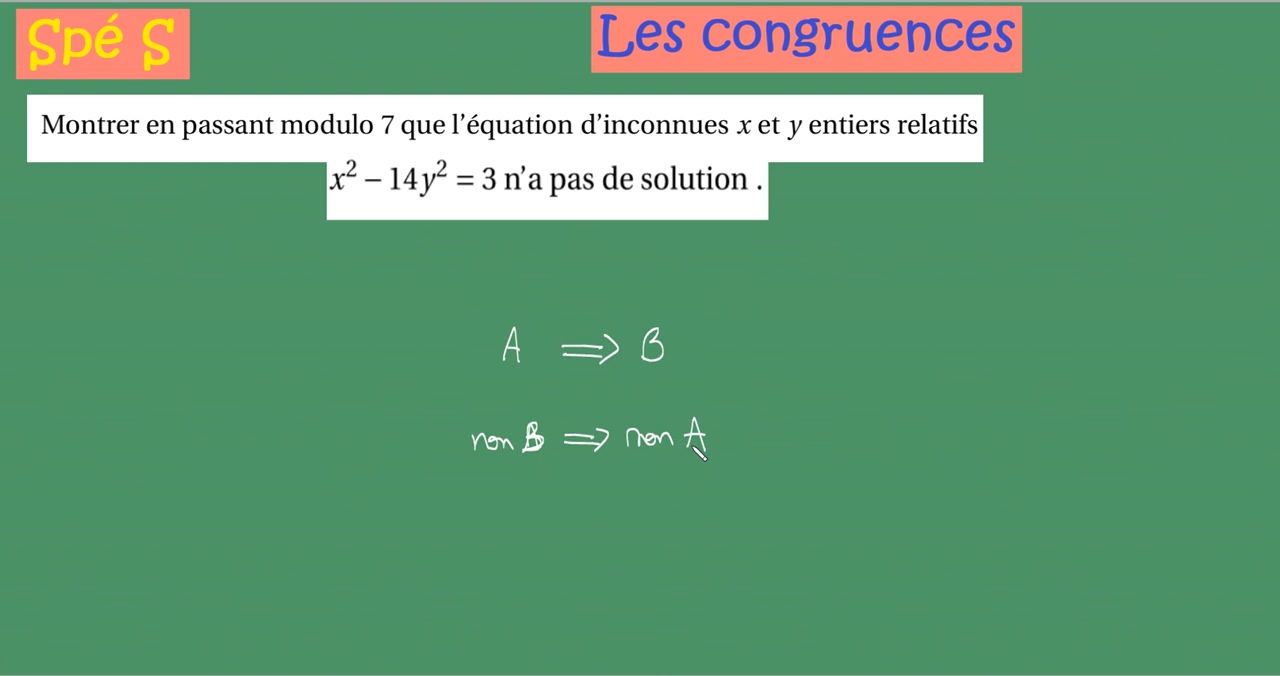 Spé S
Les congruences
Montrer en passant modulo 7 que l'équation d'inconnues x et y entiers relatifs
x² – 14y² = 3 n'a pas de solution .
A ⟹ B
non B ⟹ non A